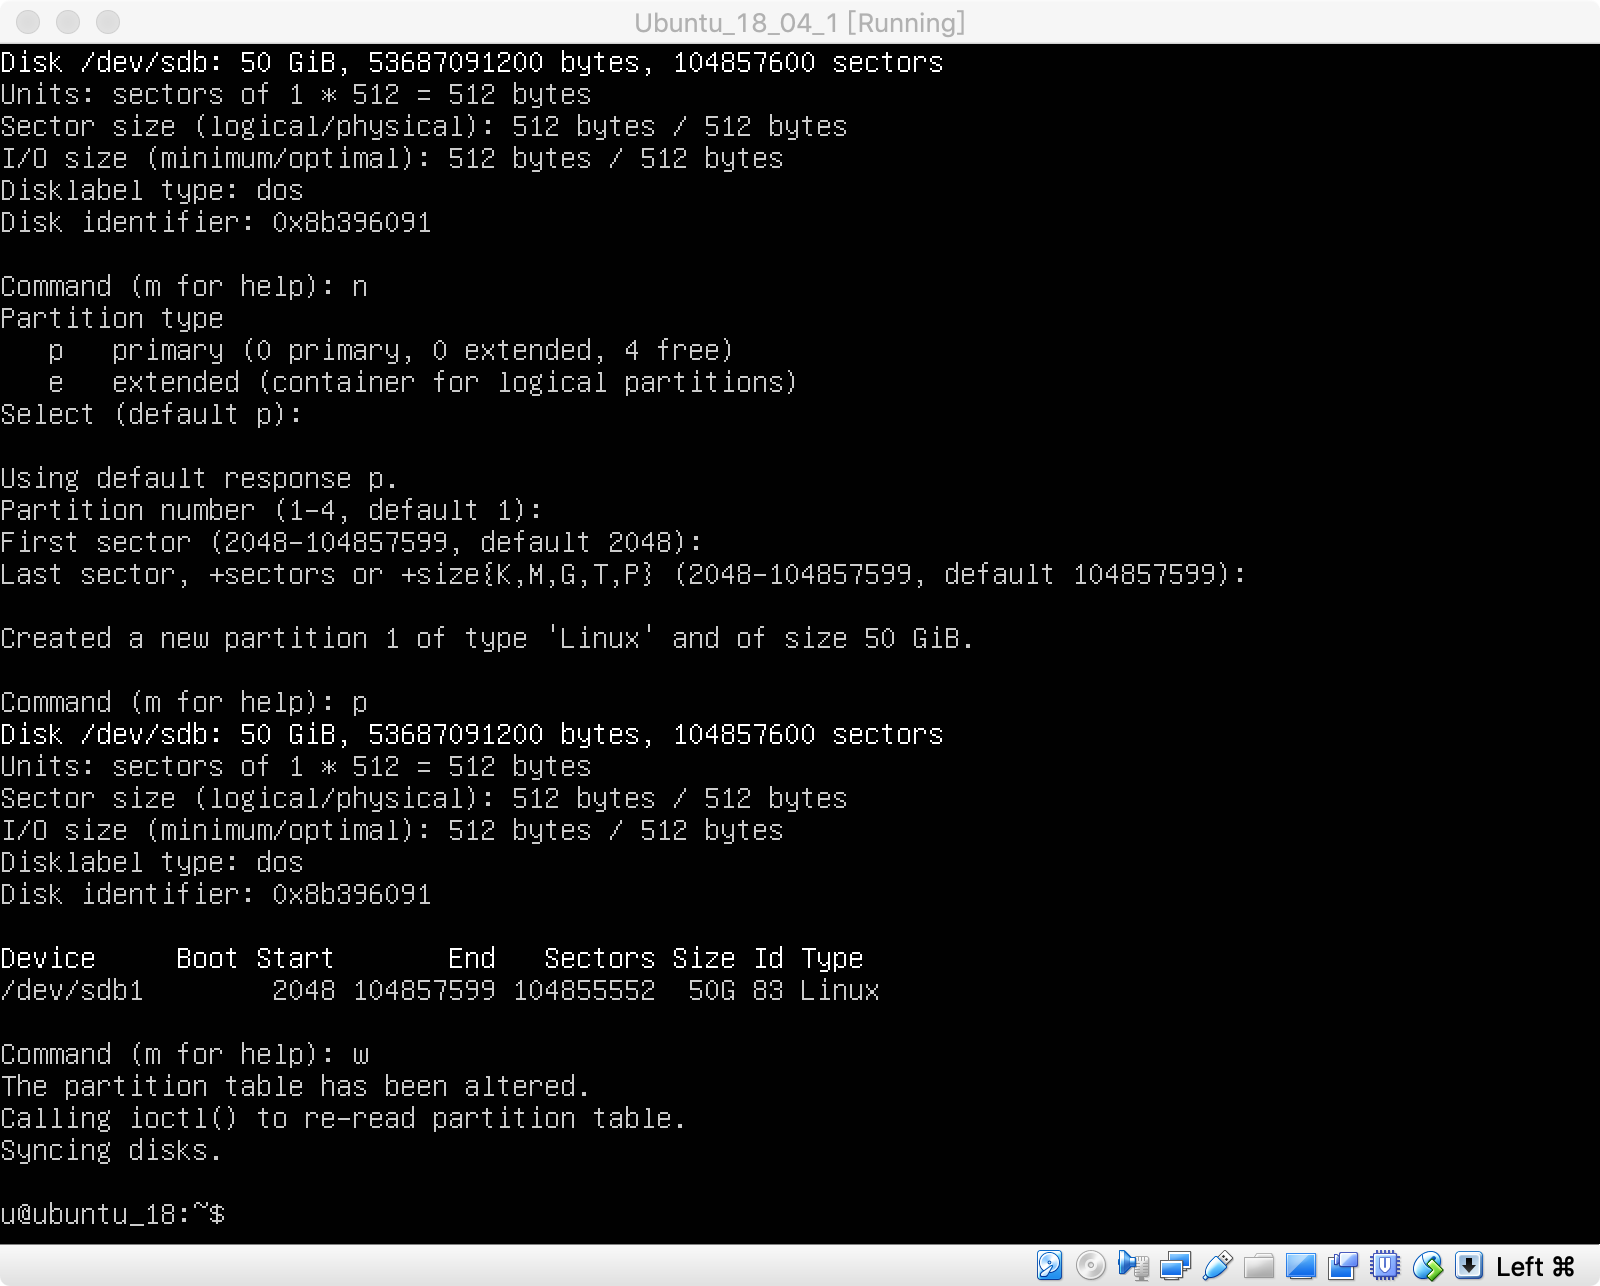 Ubuntu_18_04_1 [Running]
Disk /dev/sdb: 50 GiB, 53687091200 bytes, 104857600 sectors
Units: sectors of 1 * 512 = 512 bytes
Sector size (logical/physical): 512 bytes / 512 bytes
I/O size (minimum/optimal): 512 bytes / 512 bytes
Disklabel type: dos
Disk identifier: 0x8b396091
Command (m for help): n
Partition type
   p   primary (0 primary, 0 extended, 4 free)
   e   extended (container for logical partitions)
Select (default p):
Using default response p.
Partition number (1-4, default 1):
First sector (2048-104857599, default 2048):
Last sector, +sectors or +size{K,M,G,T,P} (2048-104857599, default 104857599):
Created a new partition 1 of type 'Linux' and of size 50 GiB.
Command (m for help): p
Disk /dev/sdb: 50 GiB, 53687091200 bytes, 104857600 sectors
Units: sectors of 1 * 512 = 512 bytes
Sector size (logical/physical): 512 bytes / 512 bytes
I/O size (minimum/optimal): 512 bytes / 512 bytes
Disklabel type: dos
Disk identifier: 0x8b396091
Device     Boot Start       End   Sectors Size Id Type
/dev/sdb1        2048 104857599 104855552  50G 83 Linux
Command (m for help): w
The partition table has been altered.
Calling ioctl() to re-read partition table.
Syncing disks.
u@ubuntu_18:~$
Left ⌘